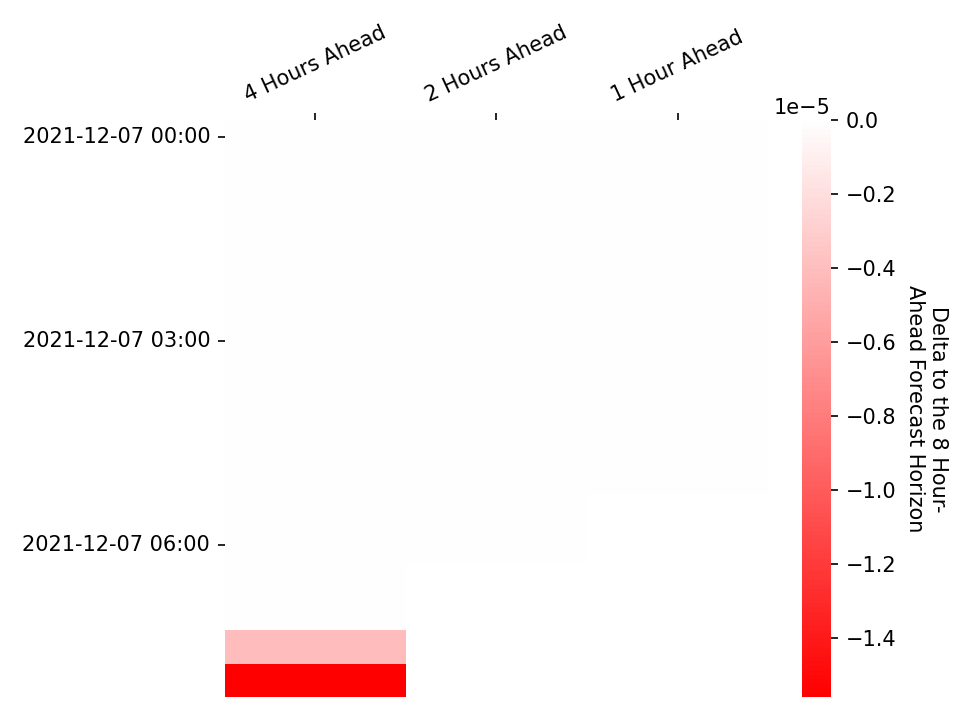 4 Hours Ahead
2 Hours Ahead
1 Hour Ahead
1e−5
2021-12-07 00:00
2021-12-07 03:00
2021-12-07 06:00
0.0
−0.2
−0.4
−0.6
−0.8
−1.0
−1.2
−1.4
Delta to the 8 Hour-
Ahead Forecast Horizon